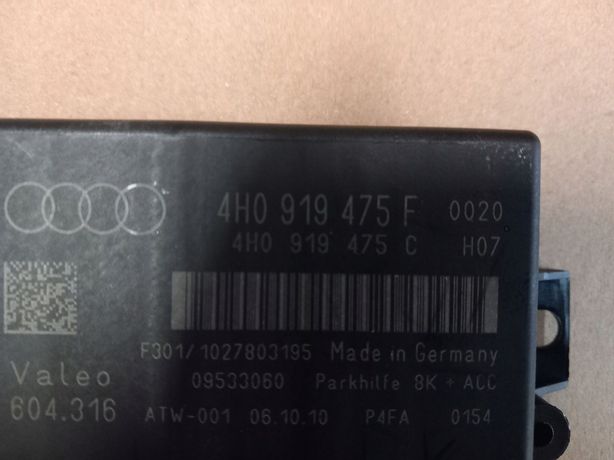 4H0 919 475 F 0020
4H0 919 475 C H07
F301/1027803195 Made in Germany
Valeo 09533060 Parkhilfe 8K + ACC
604.316 ATW-001 06.10.10 P4FA 0154